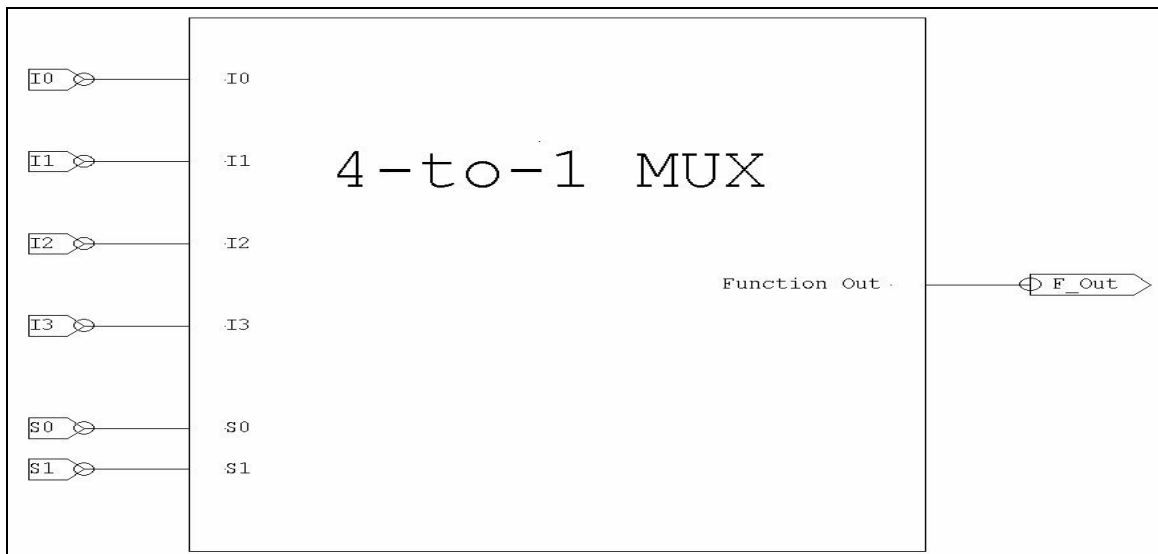 I0 I0
I1 I1
4-to-1 MUX
I2 I2
Function Out F_Out
I3 I3
S0 S0
S1 S1